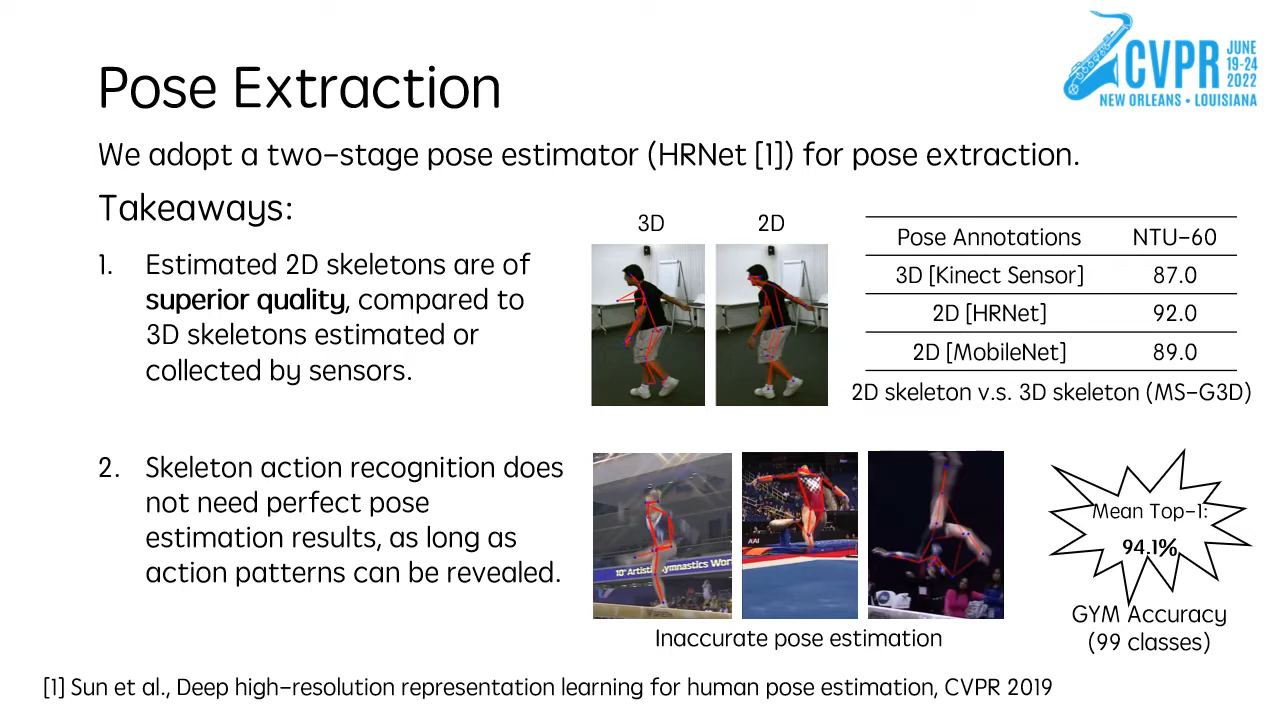 CVPR JUNE 19-24 2022
NEW ORLEANS • LOUISIANA
Pose Extraction
We adopt a two-stage pose estimator (HRNet [1]) for pose extraction.
Takeaways:
1. Estimated 2D skeletons are of
superior quality, compared to
3D skeletons estimated or
collected by sensors.
3D 2D
Pose Annotations NTU-60
3D [Kinect Sensor] 87.0
2D [HRNet] 92.0
2D [MobileNet] 89.0
2D skeleton v.s. 3D skeleton (MS-G3D)
2. Skeleton action recognition does
not need perfect pose
estimation results, as long as
action patterns can be revealed.
AAI
Inaccurate pose estimation
Mean Top-1:
94.1%
GYM Accuracy
(99 classes)
[1] Sun et al., Deep high-resolution representation learning for human pose estimation, CVPR 2019